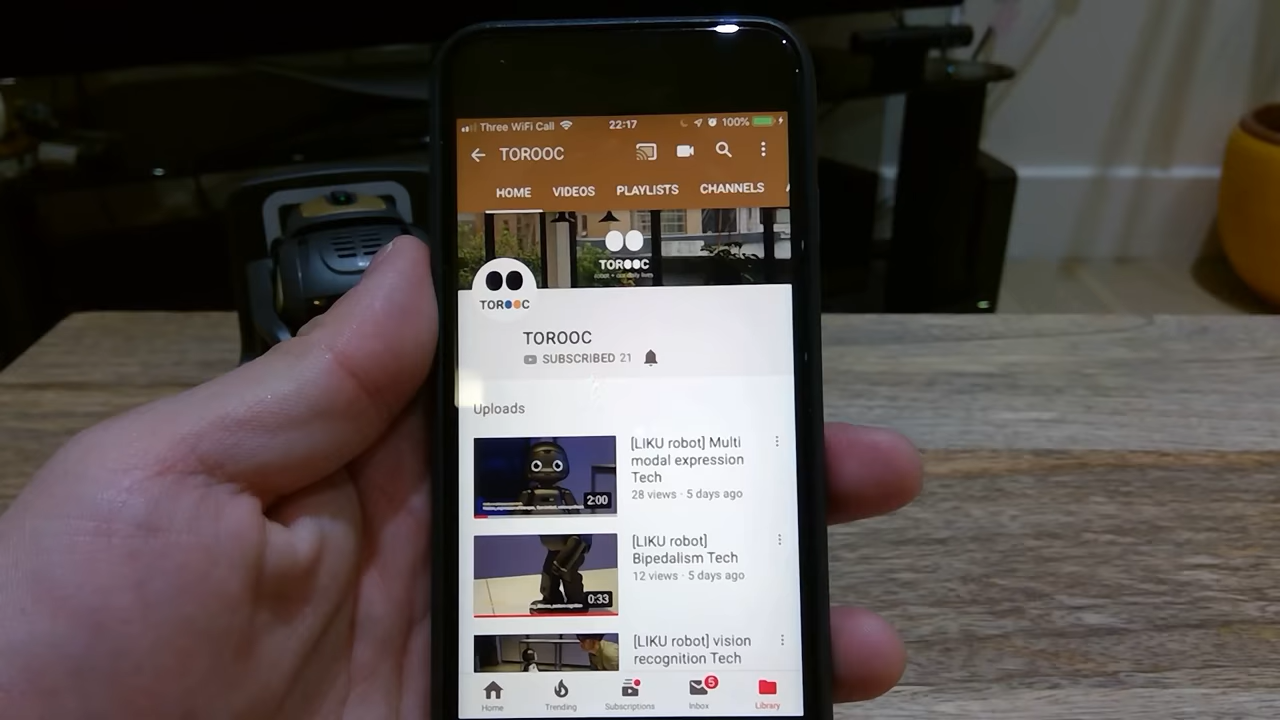 Three WiFi Call 22:17 100%
TOROOC
HOME VIDEOS PLAYLISTS CHANNELS
TOROOC
TOROOC
TOROOC
SUBSCRIBED 21
Uploads
[LIKU robot] Multi
modal expression
Tech
28 views · 5 days ago
2:00
[LIKU robot]
Bipedalism Tech
12 views · 5 days ago
0:33
[LIKU robot] vision
recognition Tech
5
Home Trending Subscriptions Inbox Library